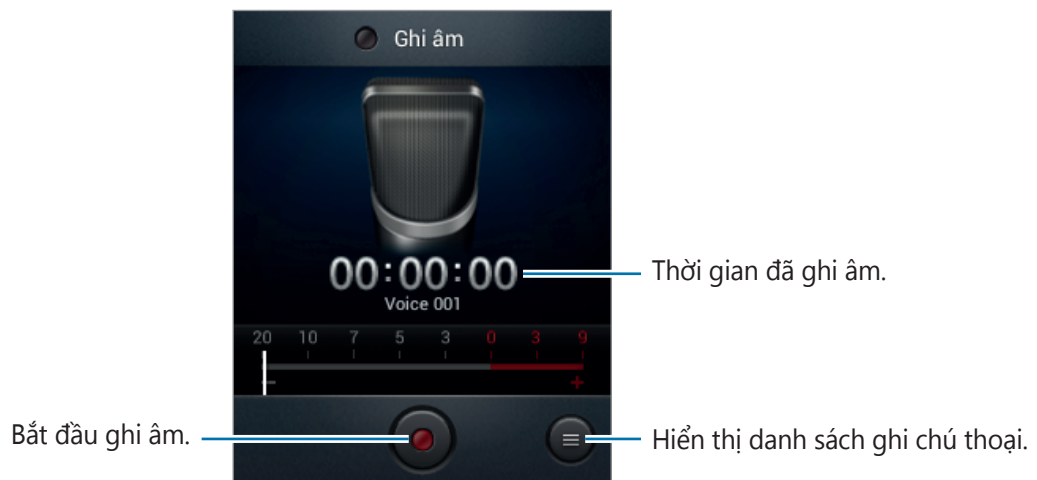 Ghi âm
00:00:00
Thời gian đã ghi âm.
Voice 001
20 10 7 5 3 0 3 9
- +
Bắt đầu ghi âm.
Hiển thị danh sách ghi chú thoại.